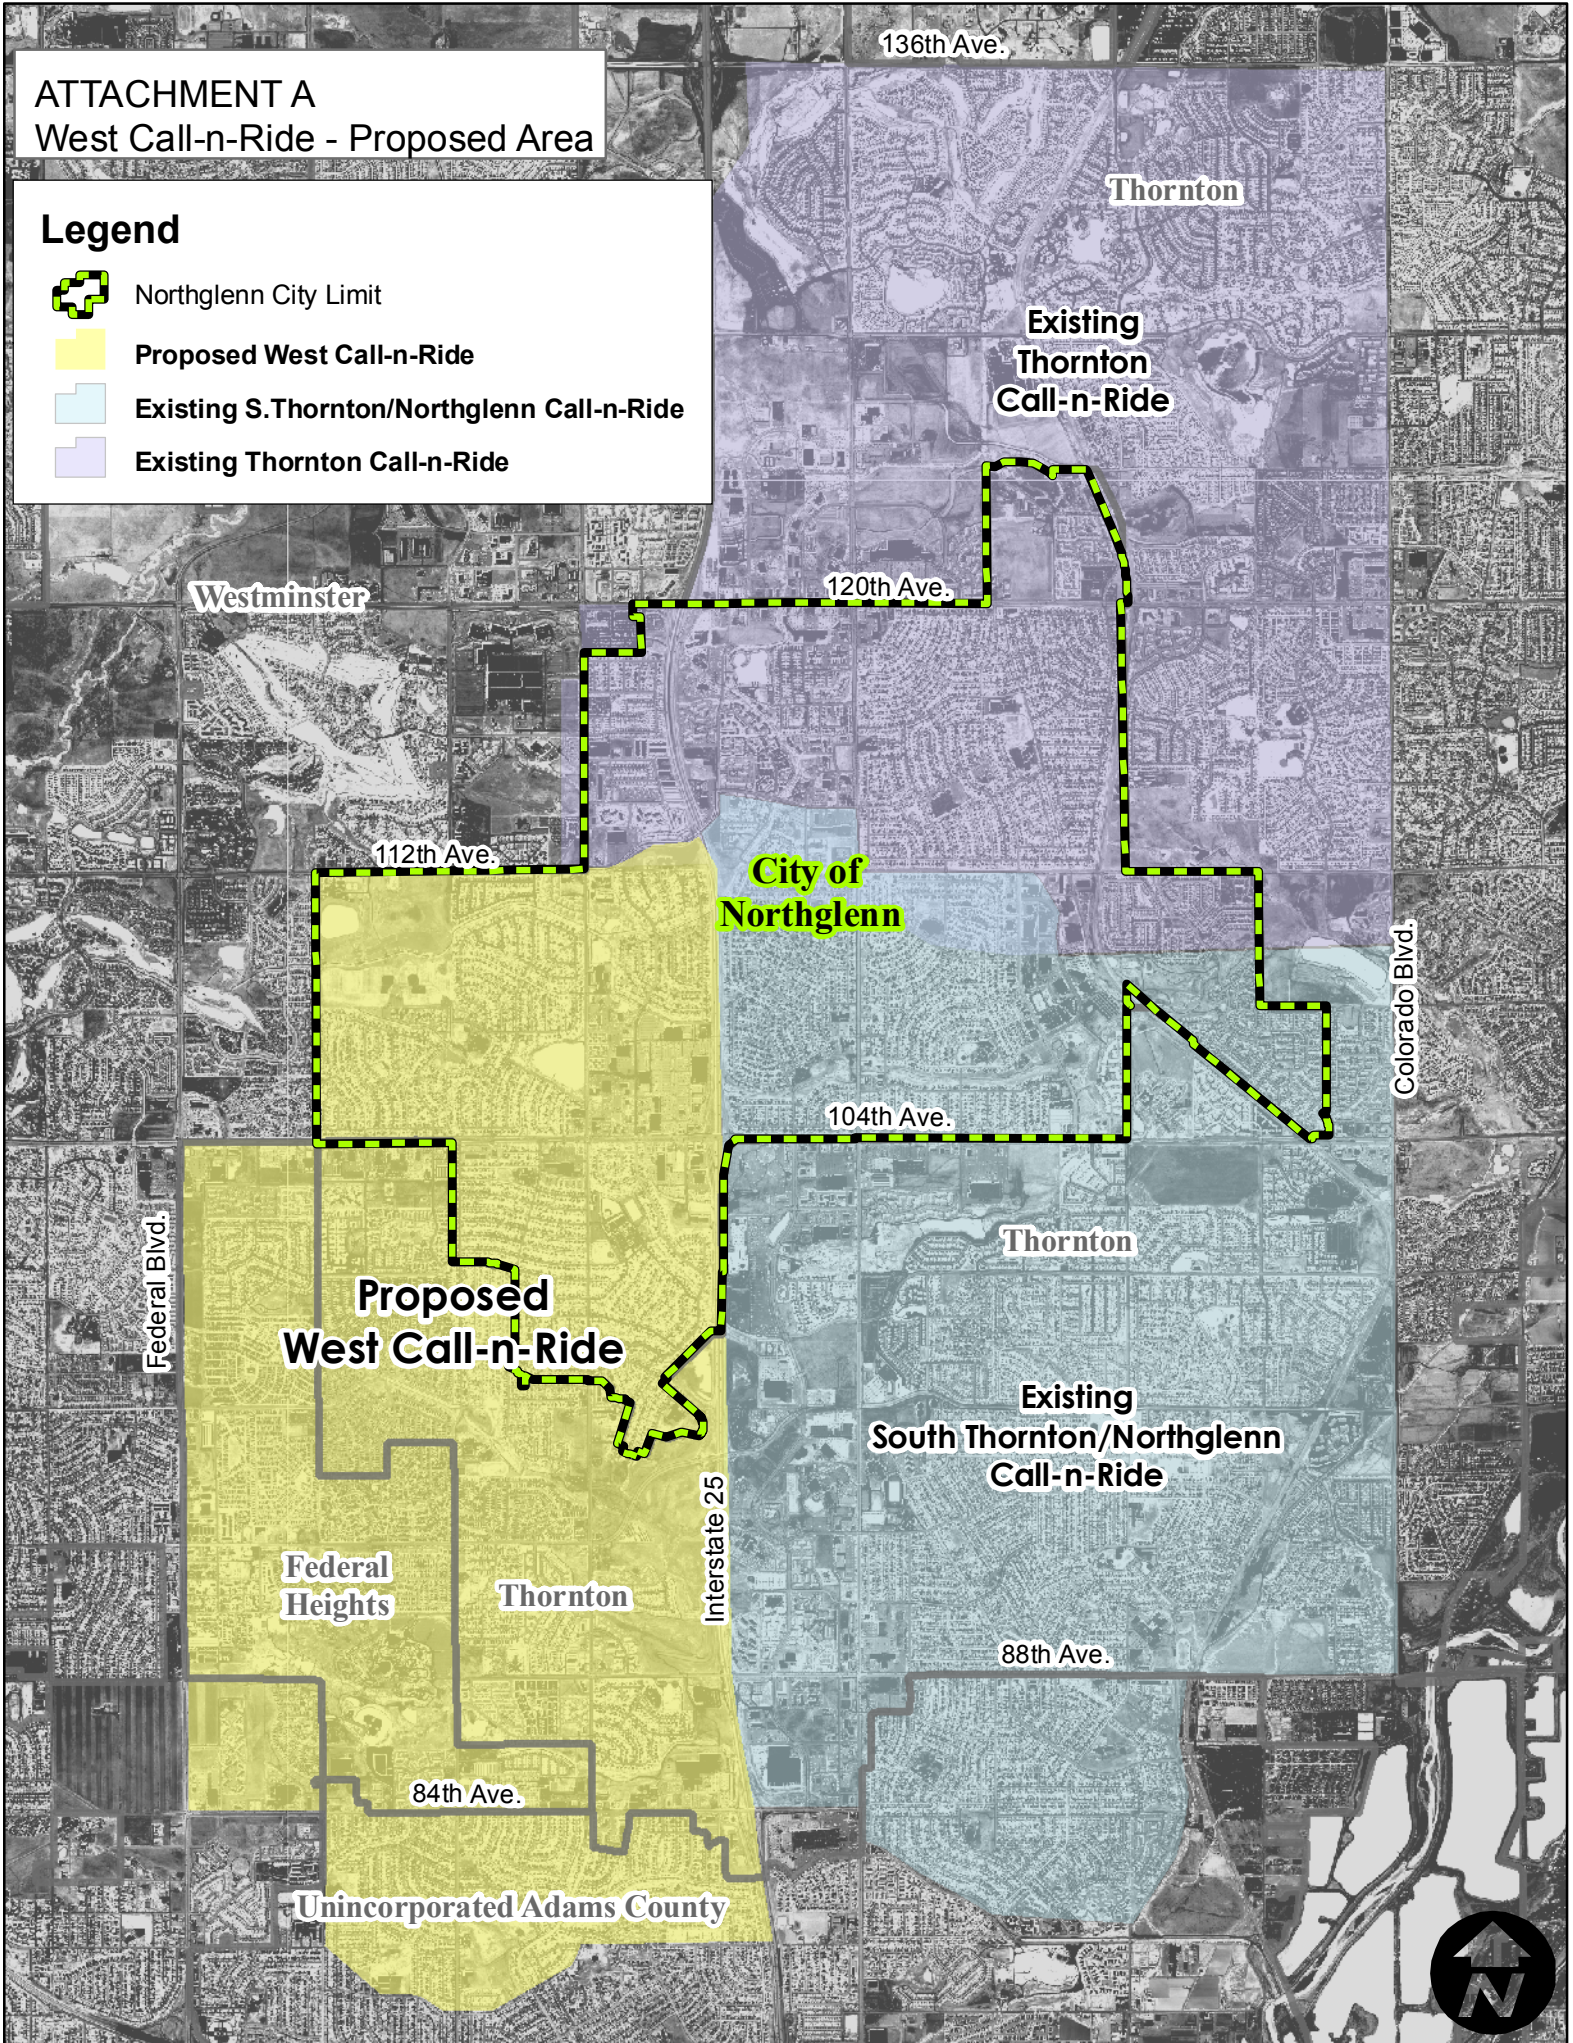 136th Ave.
ATTACHMENT A
West Call-n-Ride - Proposed Area
Legend
Northglenn City Limit
Proposed West Call-n-Ride
Existing S.Thornton/Northglenn Call-n-Ride
Existing Thornton Call-n-Ride
Thornton
Existing
Thornton
Call-n-Ride
Westminster
120th Ave.
112th Ave.
City of
Northglenn
Colorado Blvd.
104th Ave.
Federal Blvd.
Thornton
Proposed
West Call-n-Ride
Existing
South Thornton/Northglenn
Call-n-Ride
Interstate 25
Federal
Heights
Thornton
88th Ave.
84th Ave.
Unincorporated Adams County
N